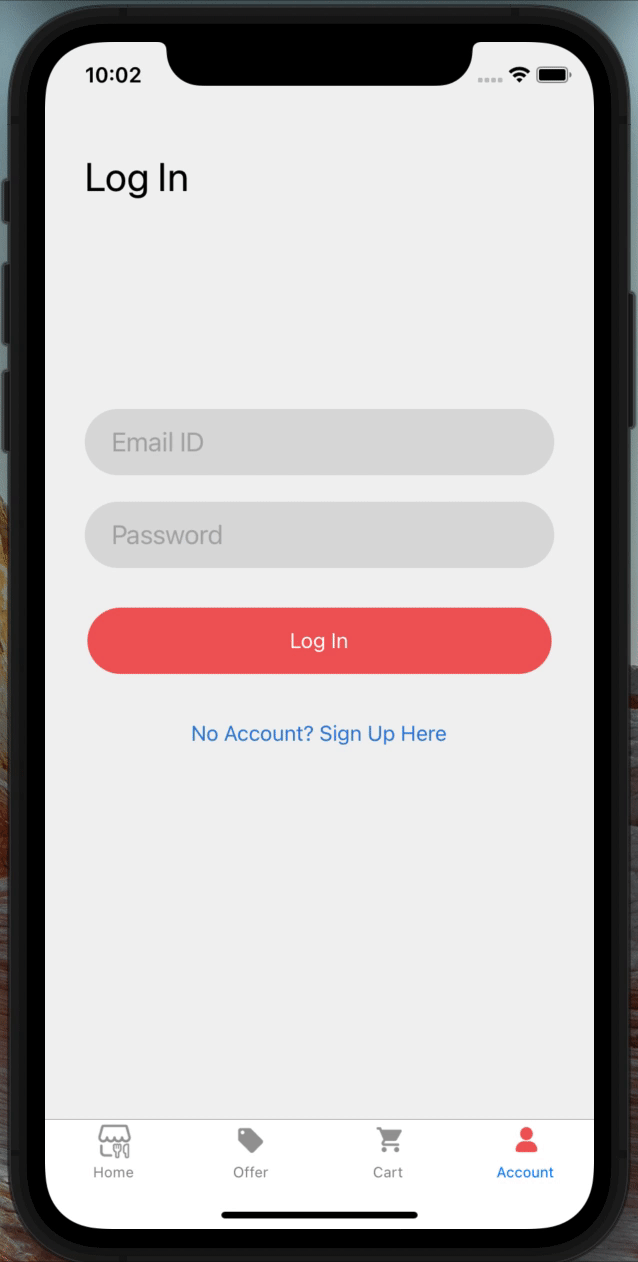 10:02
Log In
Email ID
Password
Log In
No Account? Sign Up Here
Home Offer Cart Account